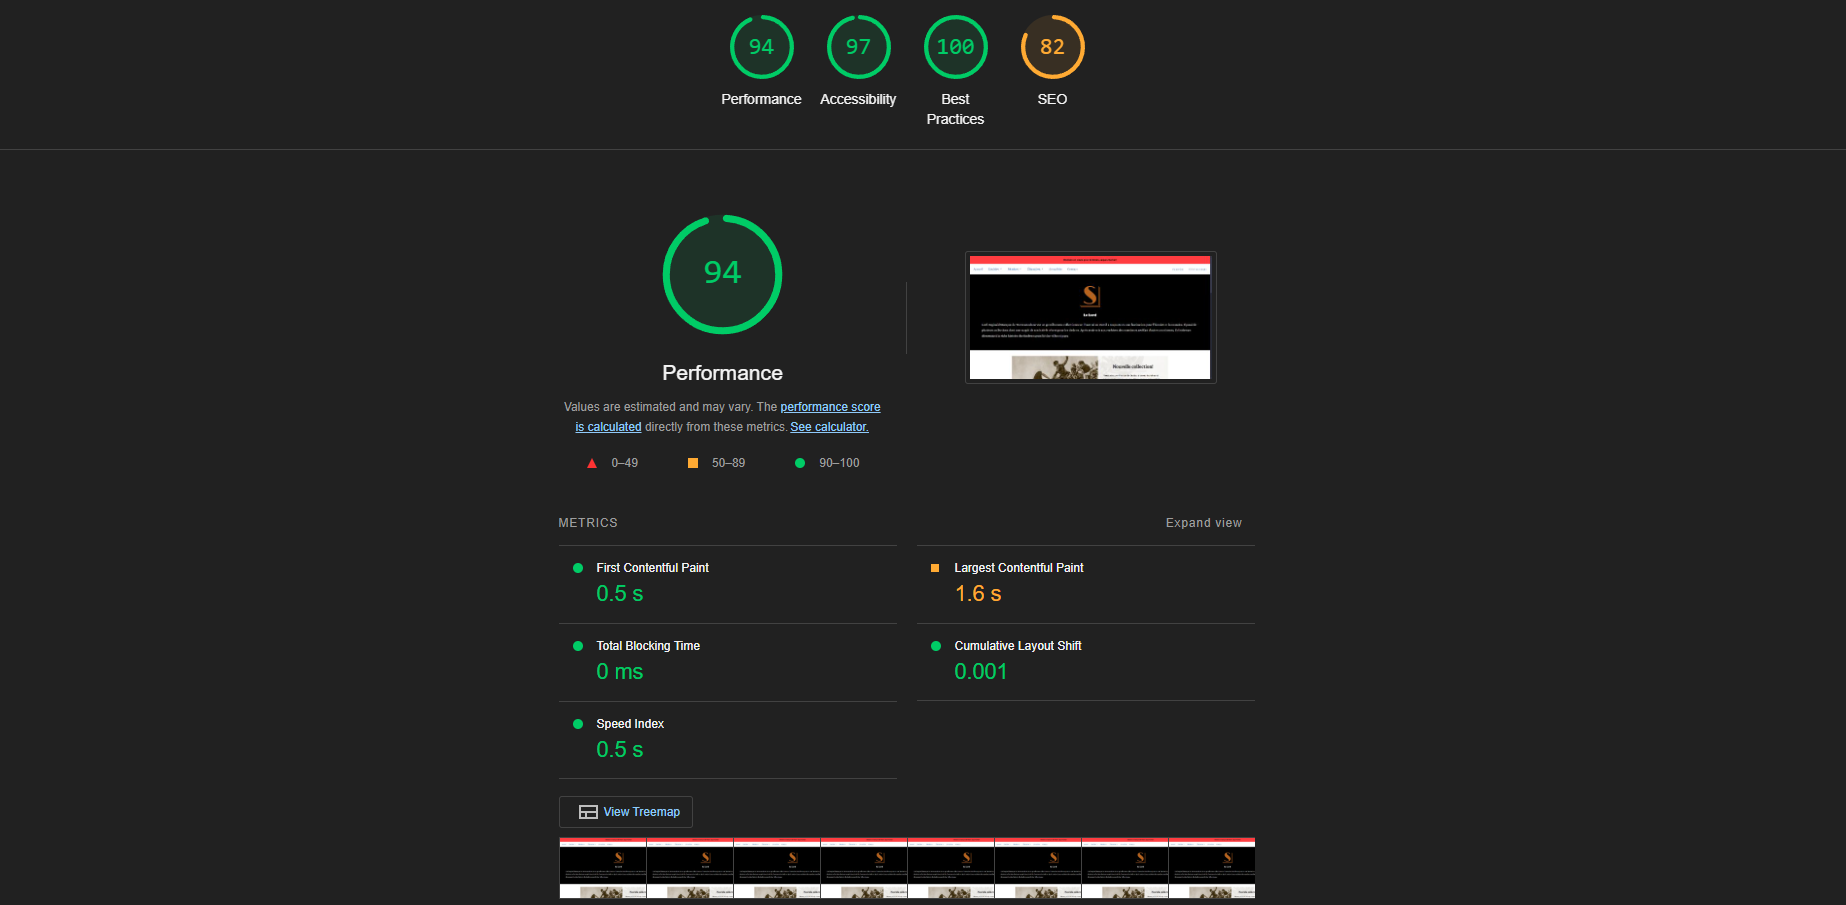 94
97
100
82
Performance
Accessibility
Best
Practices
SEO
94
Performance
Values are estimated and may vary. The performance score
is calculated directly from these metrics. See calculator.
0–49
50–89
90–100
Nouvelle collection!
METRICS
Expand view
First Contentful Paint
0.5 s
Largest Contentful Paint
1.6 s
Total Blocking Time
0 ms
Cumulative Layout Shift
0.001
Speed Index
0.5 s
View Treemap